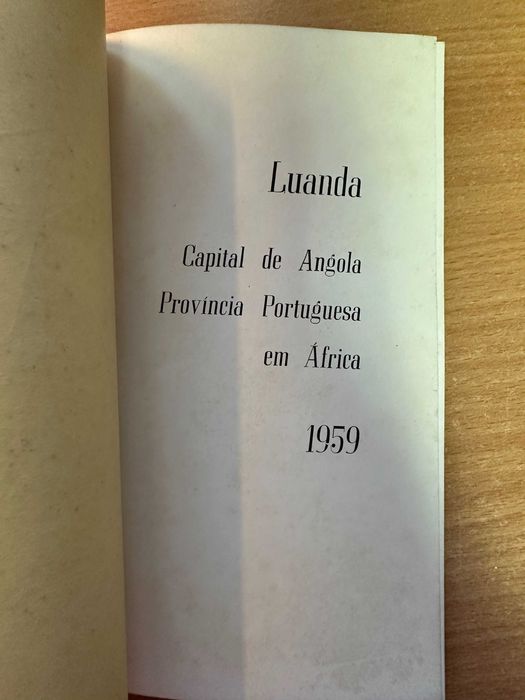 Luanda
Capital de Angola
Província Portuguesa
em África
1959